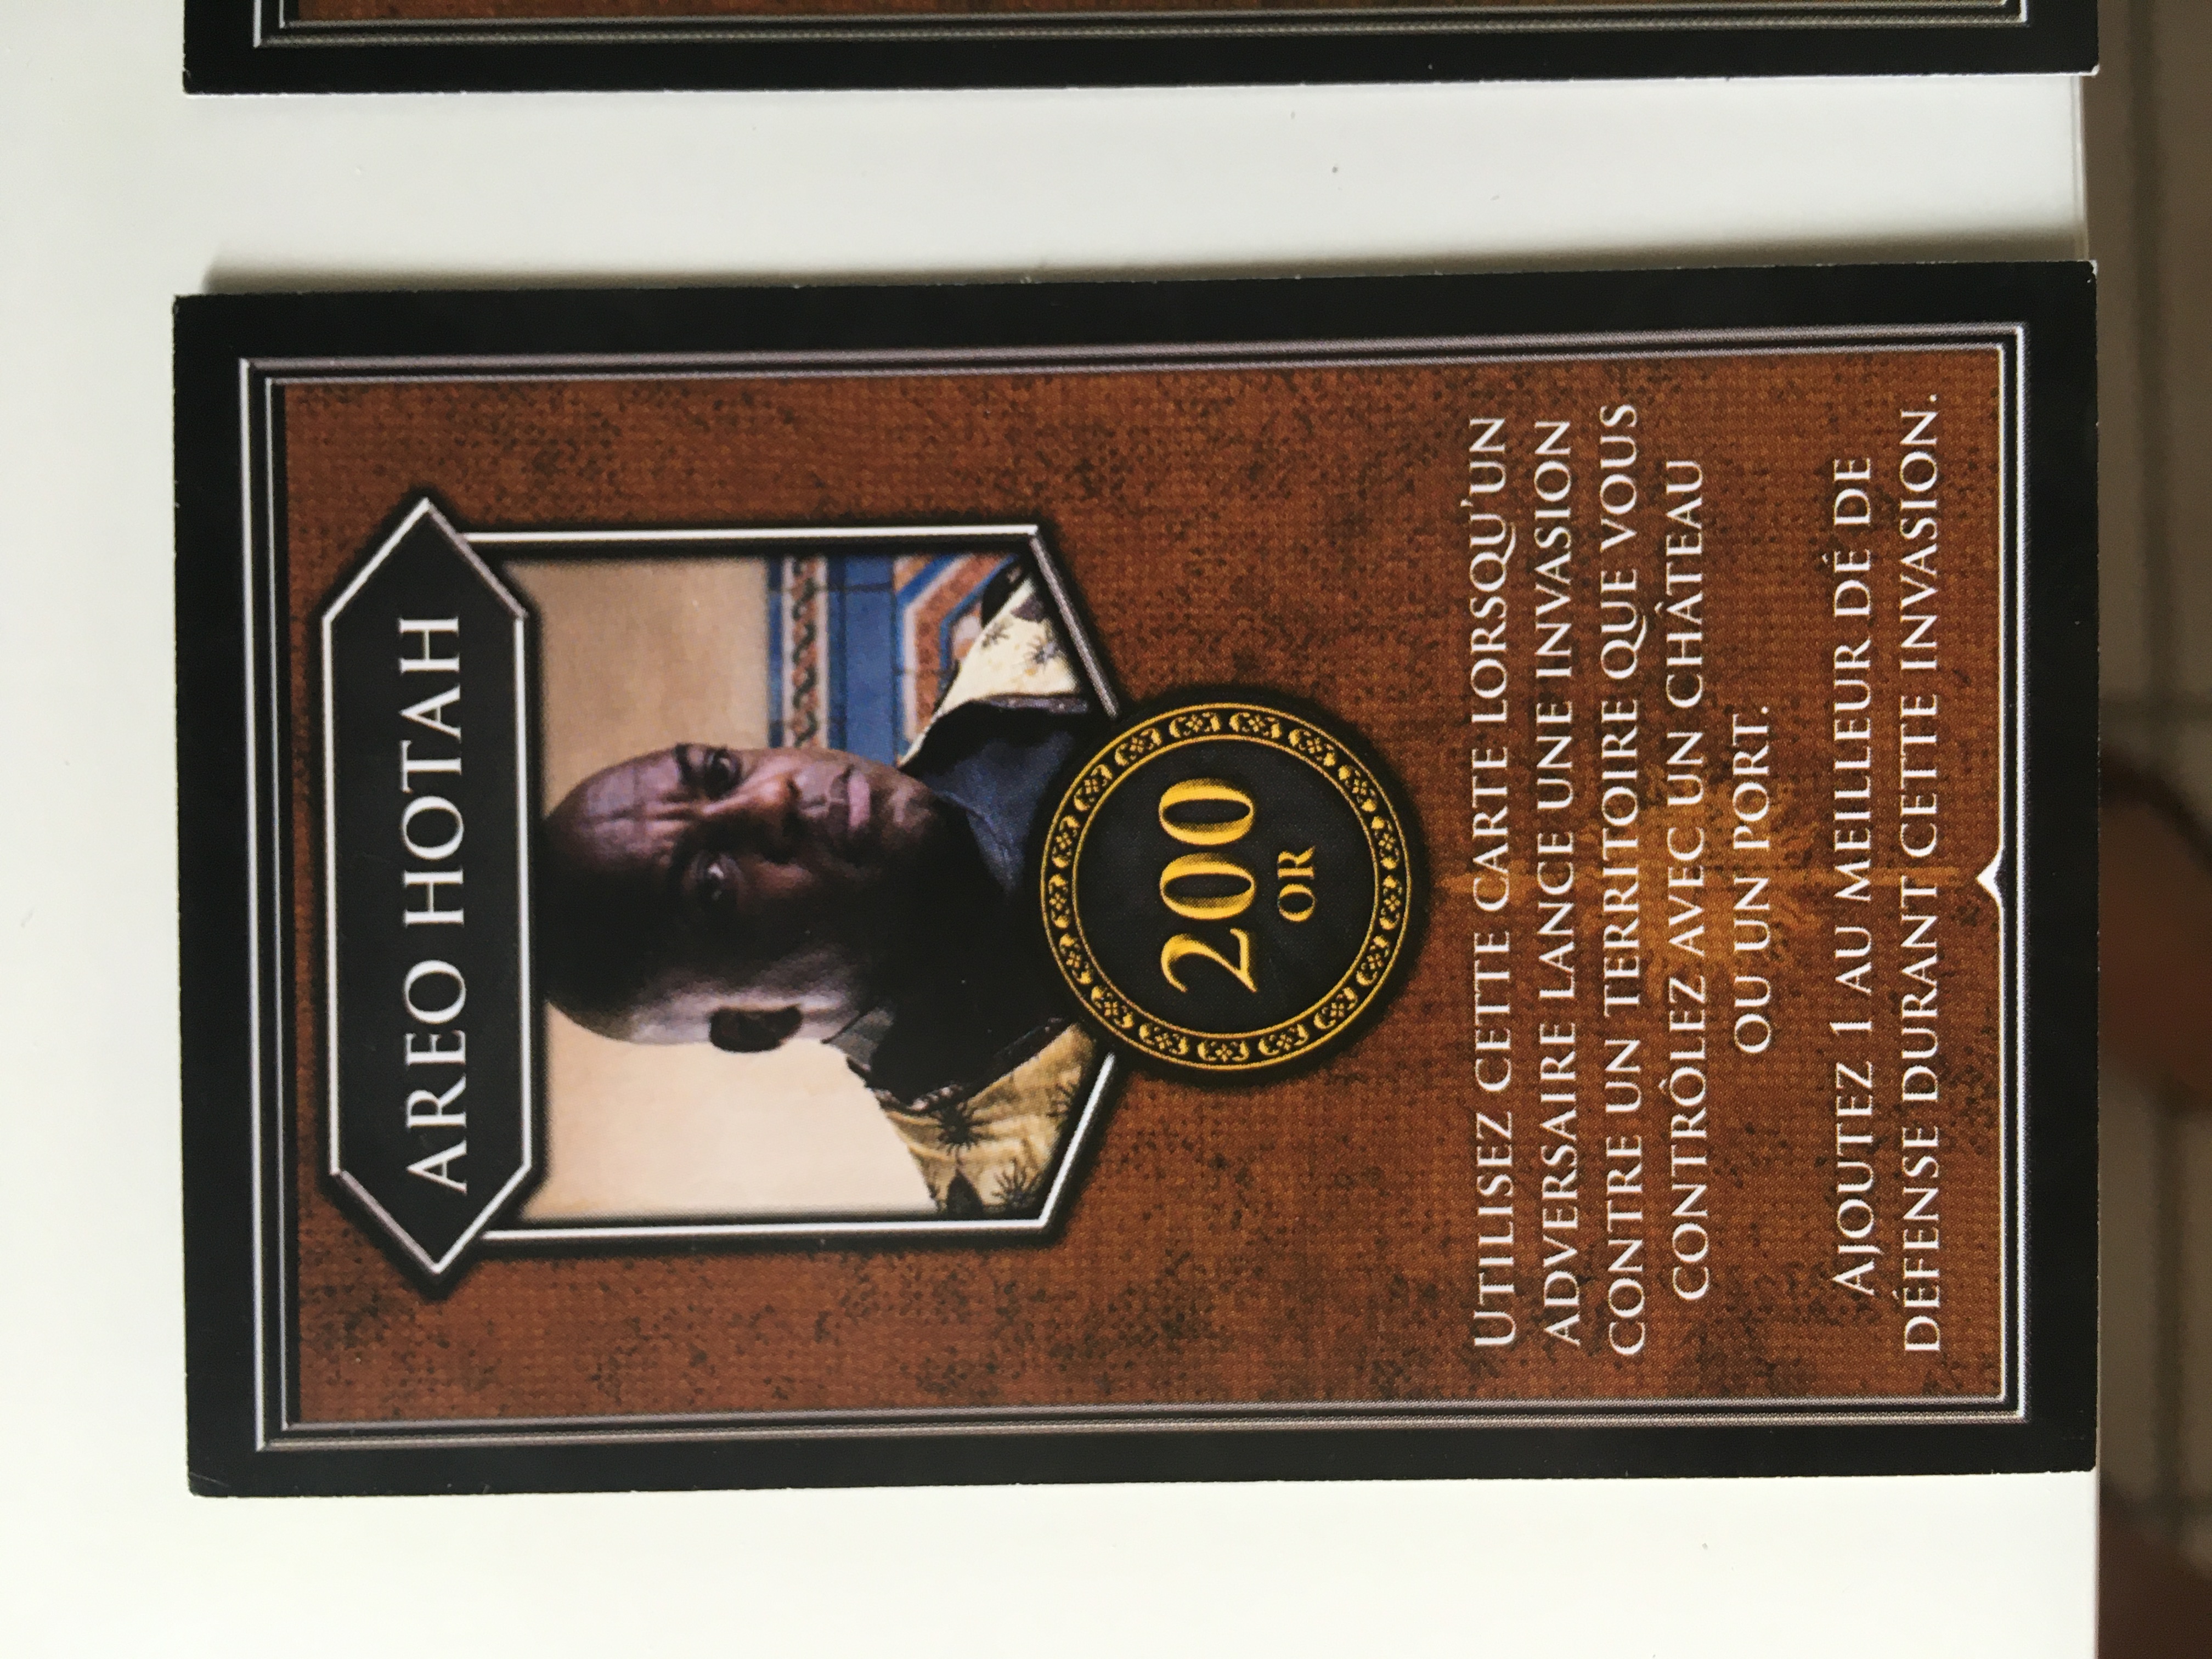 AREO HOTAH
200
OR
UTILISEZ CETTE CARTE LORSQU'UN
ADVERSAIRE LANCE UNE INVASION
CONTRE UN TERRITOIRE QUE VOUS
CONTRÔLEZ AVEC UN CHÂTEAU
OU UN PORT.
AJOUTEZ 1 AU MEILLEUR DÉ DE
DÉFENSE DURANT CETTE INVASION.